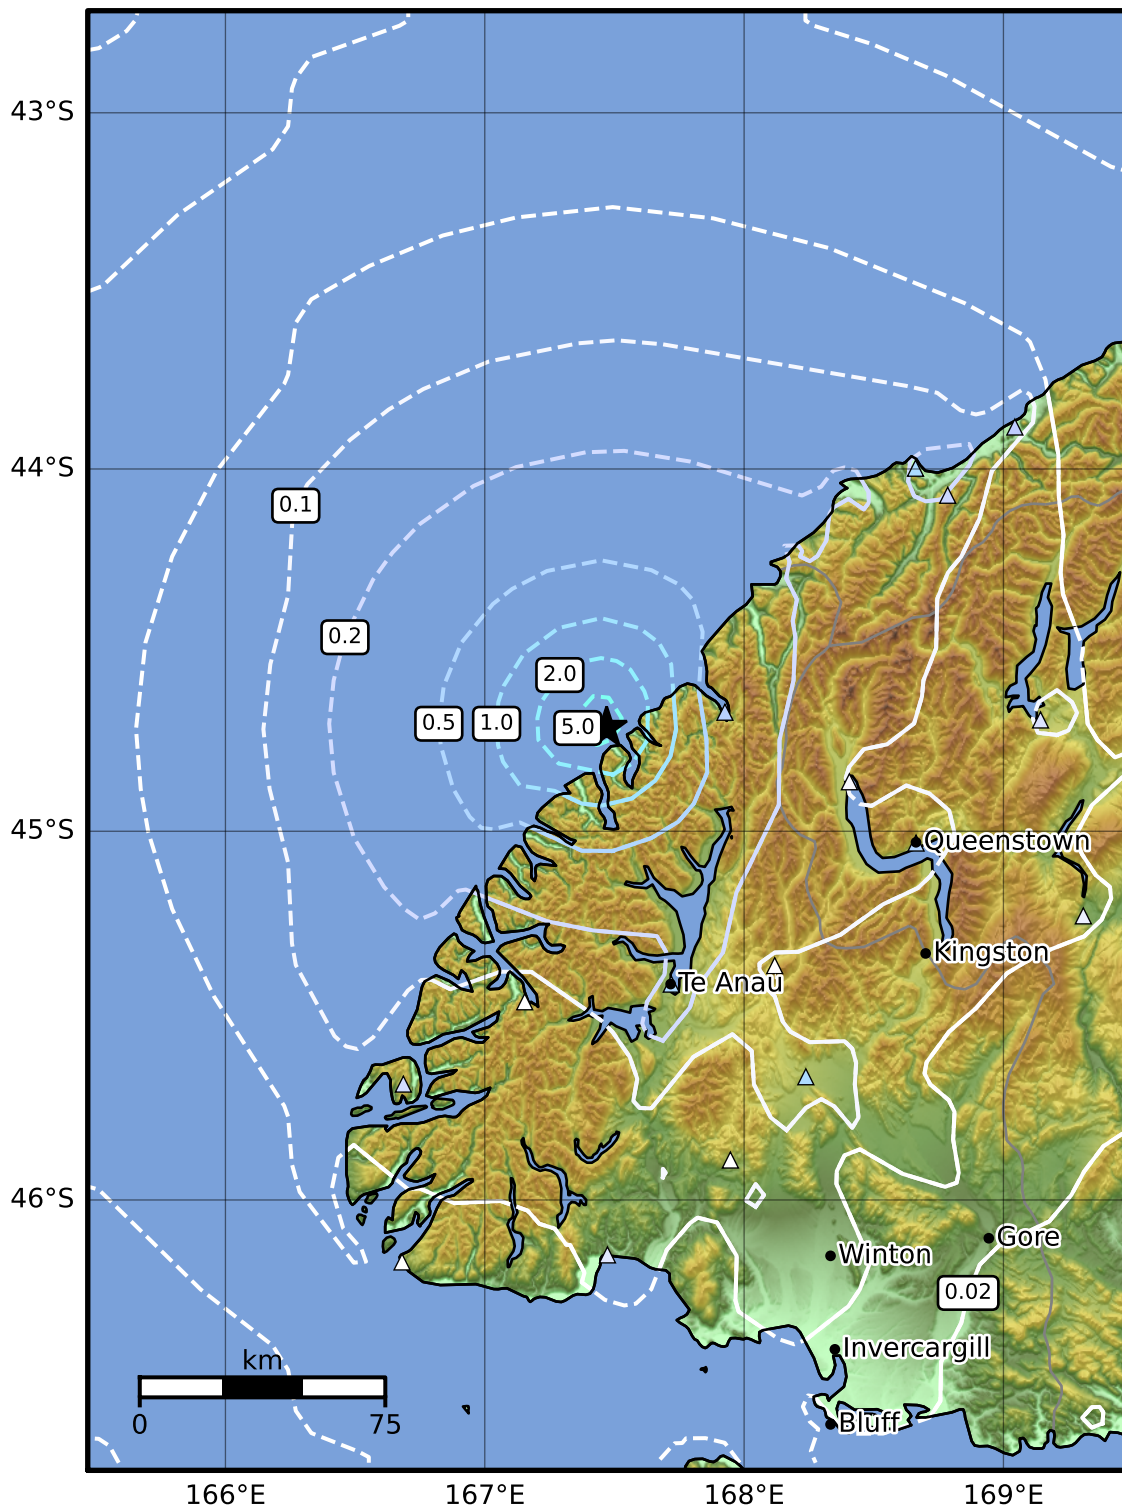 43°S
44°S
0.1
0.2
2.0
0.5
1.0
5.0
45°S
Queenstown
Kingston
Te Anau
46°S
Gore
Winton
0.02
Invercargill
km
0
75
Bluff
166°E
167°E
168°E
169°E